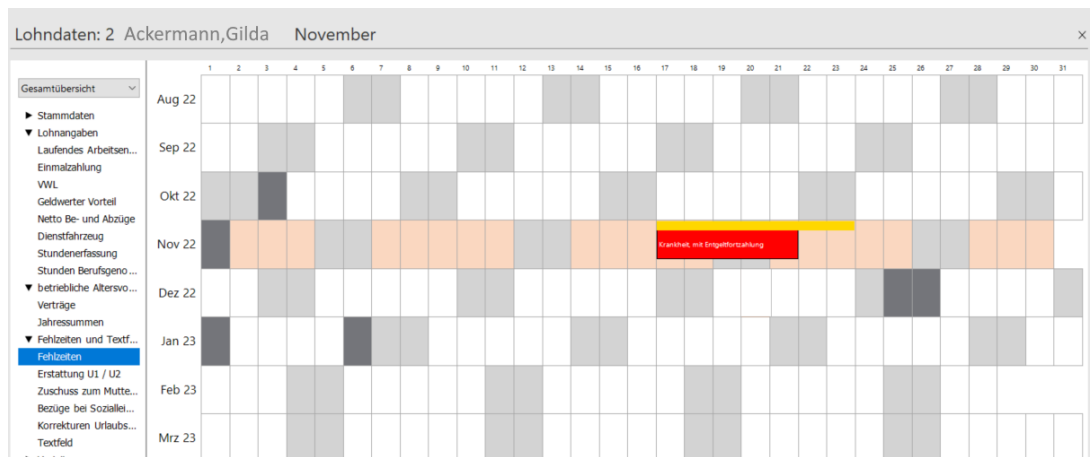 Lohndaten: 2 Ackermann,Gilda November ×
Gesamtübersicht
1 2 3 4 5 6 7 8 9 10 11 12 13 14 15 16 17 18 19 20 21 22 23 24 25 26 27 28 29 30 31
▶ Stammdaten
▼ Lohnangaben
Laufendes Arbeitsen...
Einmalzahlung
VWL
Geldwerter Vorteil
Netto Be- und Abzüge
Dienstfahrzeug
Stundenerfassung
Stunden Berufsgeno...
▼ betriebliche Altersvo...
Verträge
Jahressummen
▼ Fehlzeiten und Textf...
Fehlzeiten
Erstattung U1 / U2
Zuschuss zum Mutte...
Bezüge bei Soziallei...
Korrekturen Urlaubs...
Textfeld
Aug 22
Sep 22
Okt 22
Nov 22
Krankheit, mit Entgeltfortzahlung
Dez 22
Jan 23
Feb 23
Mrz 23